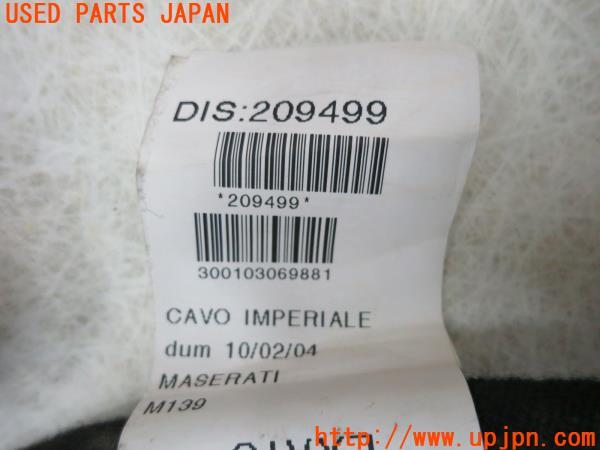 USED PARTS JAPAN
DIS:209499
*209499*
300103069881
CAVO IMPERIALE
dum 10/02/04
MASERATI
M139
http://www.upjpn.com/